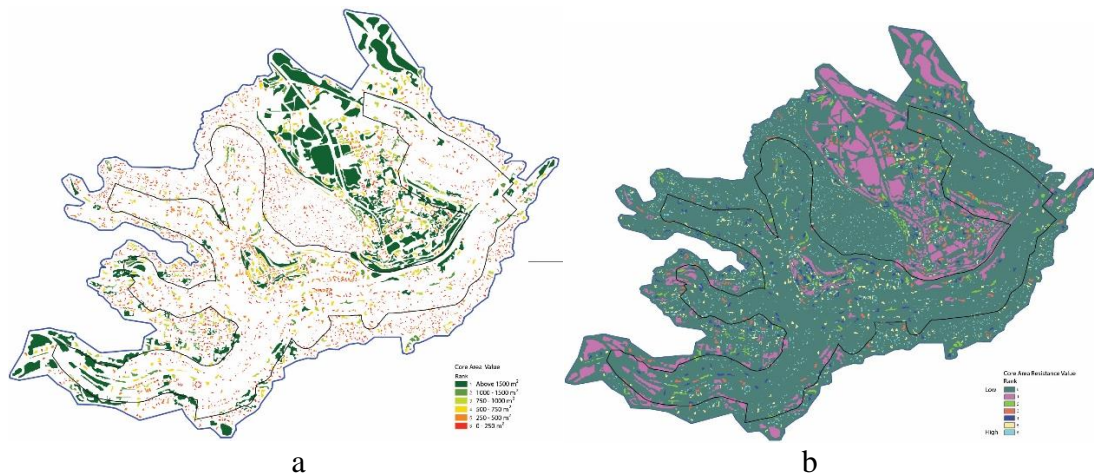 Core Area Value
Rank
1 Above 1500 m²
2 1000 - 1500 m²
3 750 - 1000 m²
4 500 - 750 m²
5 250 - 500 m²
6 0 - 250 m²
Core Area Resistance Value
Rank
Low
High
a b